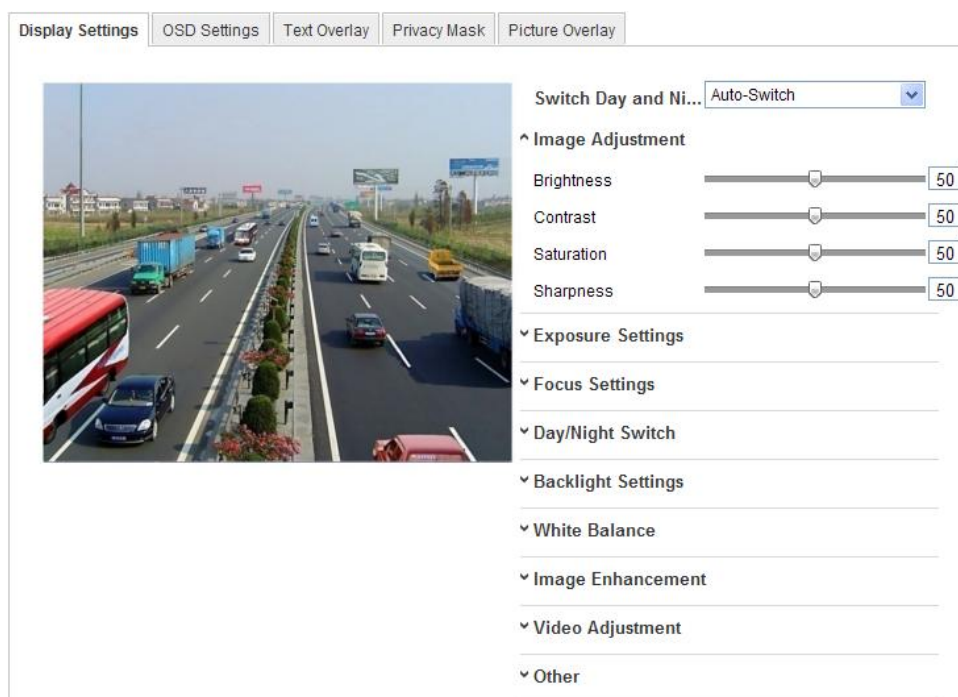 Display Settings
OSD Settings
Text Overlay
Privacy Mask
Picture Overlay
Switch Day and Ni... Auto-Switch
Image Adjustment
Brightness 50
Contrast 50
Saturation 50
Sharpness 50
Exposure Settings
Focus Settings
Day/Night Switch
Backlight Settings
White Balance
Image Enhancement
Video Adjustment
Other